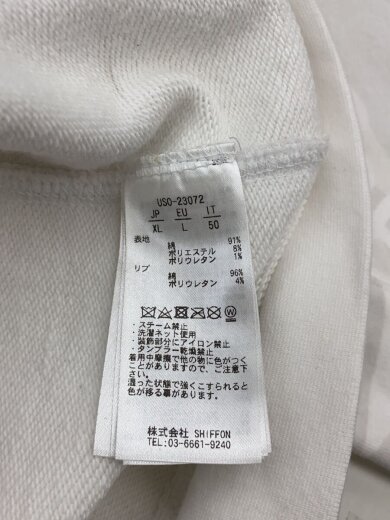 USO-23072
JP EU IT
XL L 50
表地
綿 91%
ポリエステル 8%
ポリウレタン 1%
リブ
綿 96%
ポリウレタン 4%
・スチーム禁止
・洗濯ネット使用
・装飾部分にアイロン禁止
・タンブラー乾燥禁止
着用中摩擦で他の物に色がつく
ことがありますので、ご注意
ください。
湿った状態で強くこすられると
色が移る事があります。
株式会社 SHIFFON
TEL:03-6661-9240